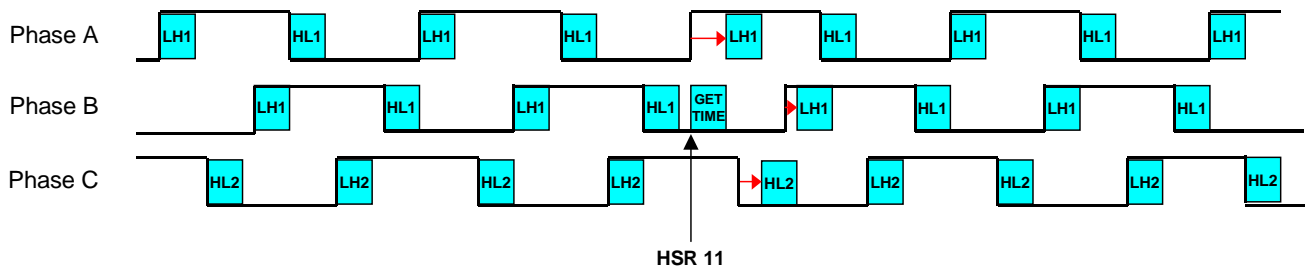 Phase A LH1 HL1 LH1 HL1 LH1 HL1 LH1 HL1 LH1
Phase B LH1 HL1 LH1 HL1 GET TIME LH1 HL1 LH1 HL1
Phase C HL2 LH2 HL2 LH2 HL2 LH2 HL2 LH2 HL2
HSR 11